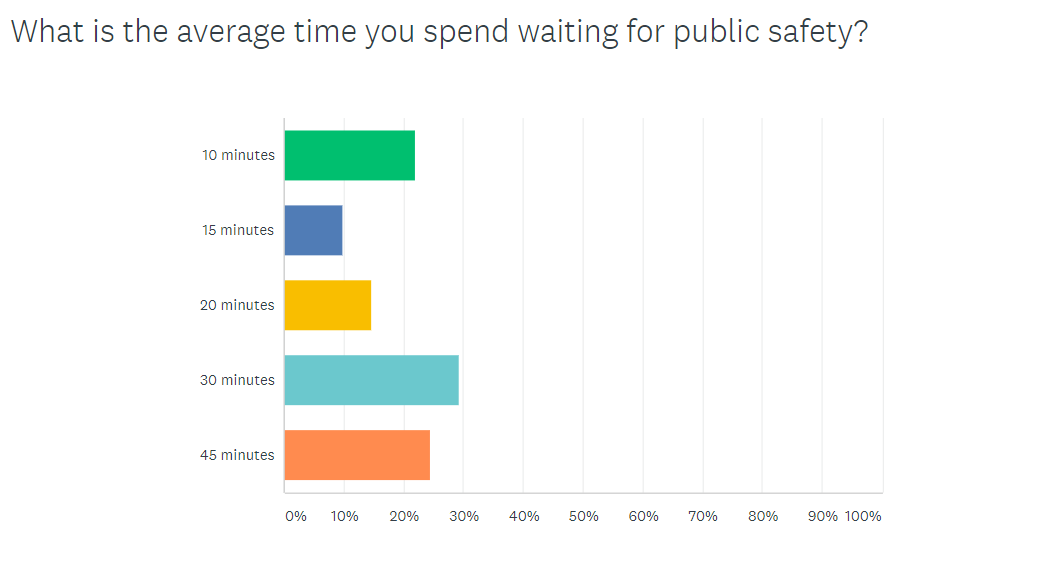 What is the average time you spend waiting for public safety?
10 minutes
15 minutes
20 minutes
30 minutes
45 minutes
0% 10% 20% 30% 40% 50% 60% 70% 80% 90% 100%